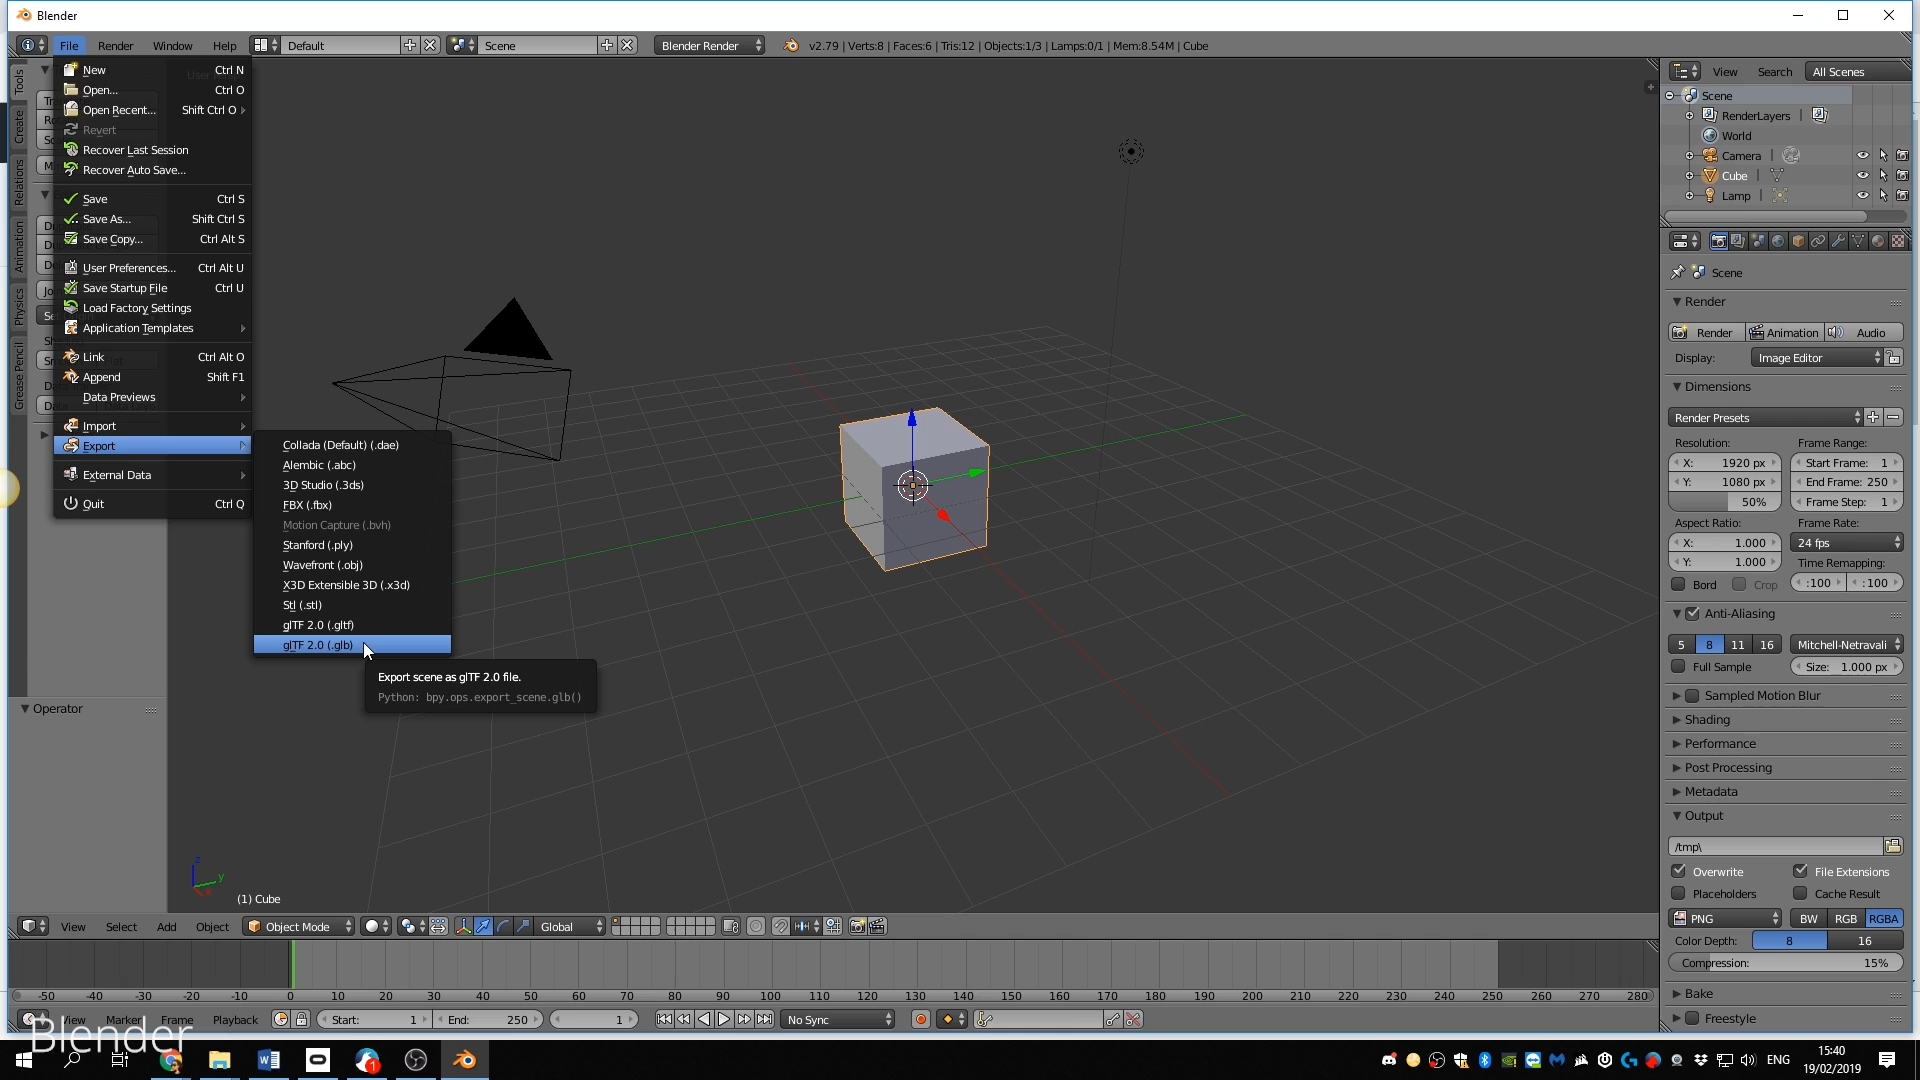 Blender
File Render Window Help Default Scene Blender Render v2.79 | Verts:8 | Faces:6 | Tris:12 | Objects:1/3 | Lamps:0/1 | Mem:8.54M | Cube
New Ctrl N
Open... Ctrl O
Open Recent... Shift Ctrl O
Revert
Recover Last Session
Recover Auto Save...
Save Ctrl S
Save As... Shift Ctrl S
Save Copy... Ctrl Alt S
User Preferences... Ctrl Alt U
Save Startup File Ctrl U
Load Factory Settings
Application Templates
Link Ctrl Alt O
Append Shift F1
Data Previews
Import
Export
External Data
Quit Ctrl Q
Collada (Default) (.dae)
Alembic (.abc)
3D Studio (.3ds)
FBX (.fbx)
Motion Capture (.bvh)
Stanford (.ply)
Wavefront (.obj)
X3D Extensible 3D (.x3d)
Stl (.stl)
glTF 2.0 (.gltf)
glTF 2.0 (.glb)
Export scene as glTF 2.0 file.
Python: bpy.ops.export_scene.glb()
Tools
Create
Relations
Animation
Physics
Grease Pencil
Operator
(1) Cube
z
y
View Select Add Object Object Mode Global
-50 -40 -30 -20 -10 0 10 20 30 40 50 60 70 80 90 100 110 120 130 140 150 160 170 180 190 200 210 220 230 240 250 260 270 280
View Marker Frame Playback Start: 1 End: 250 1 No Sync
Blender
View Search All Scenes
Scene
RenderLayers
World
Camera
Cube
Lamp
Scene
Render
Render Animation Audio
Display: Image Editor
Dimensions
Render Presets
Resolution: Frame Range:
X: 1920 px Start Frame: 1
Y: 1080 px End Frame: 250
50% Frame Step: 1
Aspect Ratio: Frame Rate:
X: 1.000 24 fps
Y: 1.000 Time Remapping:
Bord Crop :100 :100
Anti-Aliasing
5 8 11 16 Mitchell-Netravali
Full Sample Size: 1.000 px
Sampled Motion Blur
Shading
Performance
Post Processing
Metadata
Output
/tmp\
Overwrite File Extensions
Placeholders Cache Result
PNG BW RGB RGBA
Color Depth: 8 16
Compression: 15%
Bake
Freestyle
1
ENG 15:40
19/02/2019